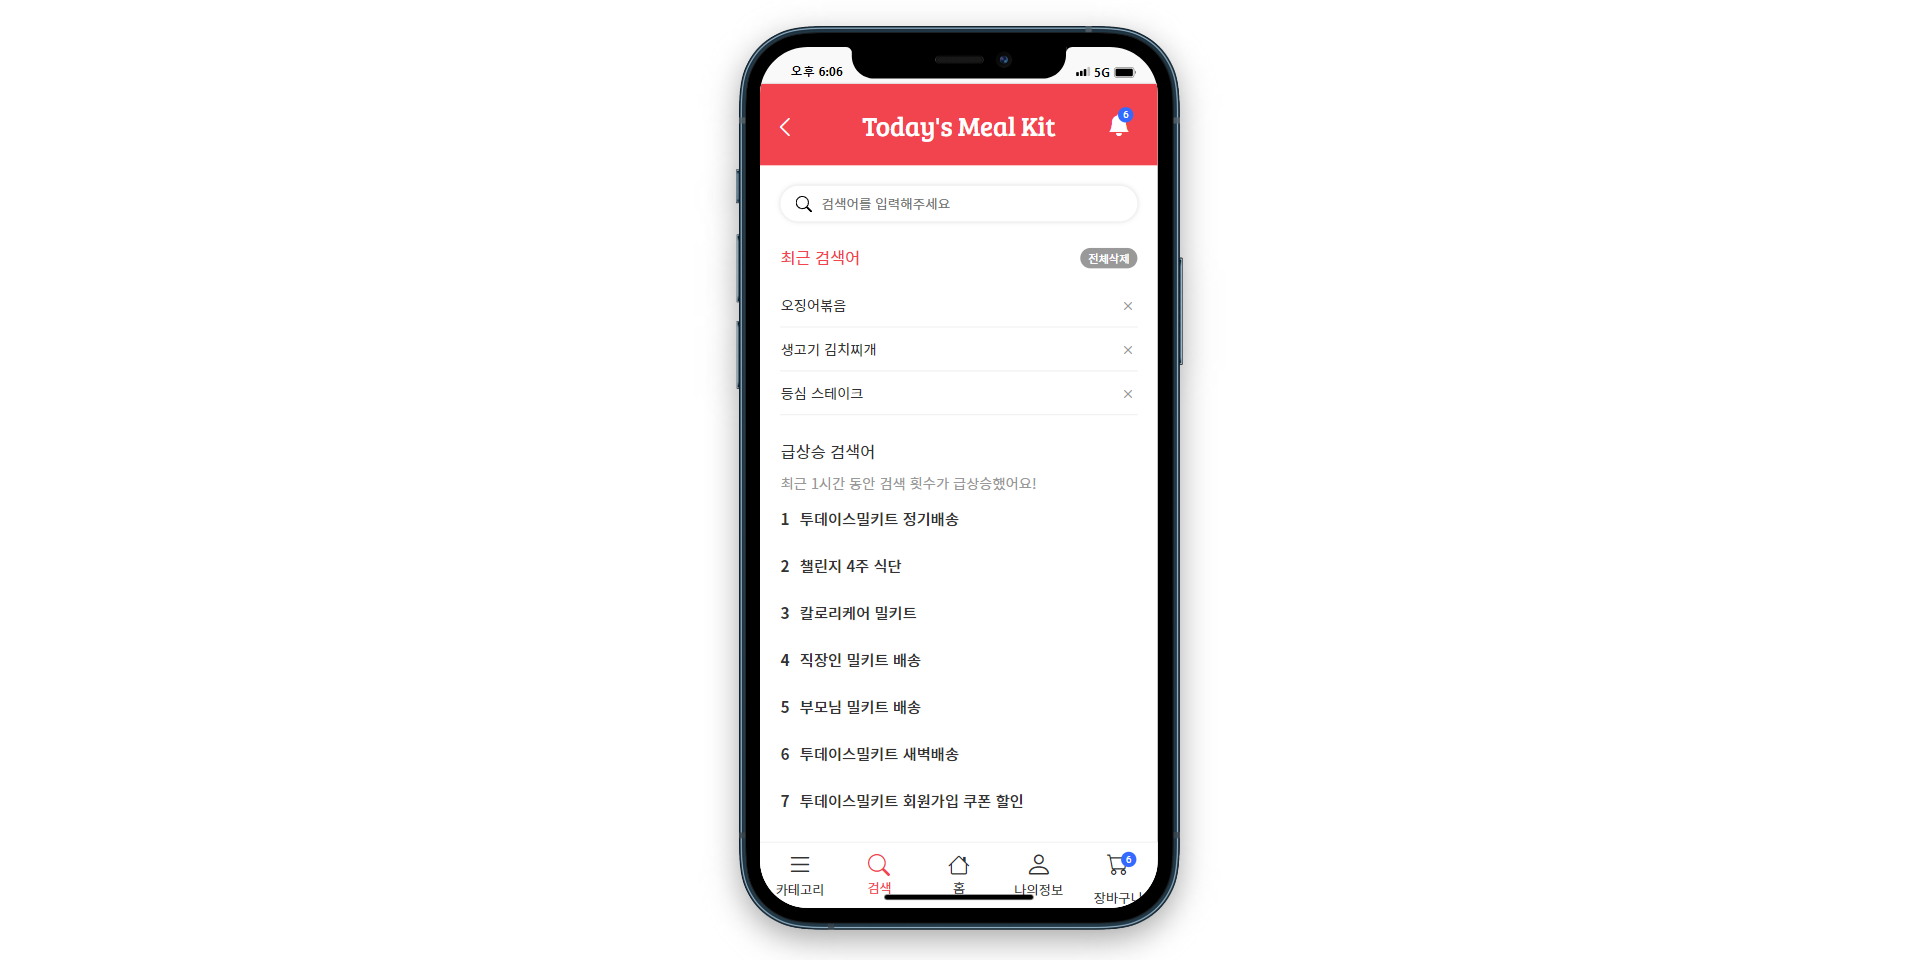 오후 6:06
5G
Today's Meal Kit
6
검색어를 입력해주세요
최근 검색어
전체삭제
오징어볶음
생고기 김치찌개
등심 스테이크
급상승 검색어
최근 1시간 동안 검색 횟수가 급상승했어요!
1 투데이스밀키트 정기배송
2 챌린지 4주 식단
3 칼로리케어 밀키트
4 직장인 밀키트 배송
5 부모님 밀키트 배송
6 투데이스밀키트 새벽배송
7 투데이스밀키트 회원가입 쿠폰 할인
6
카테고리
검색
홈
나의정보
장바구니